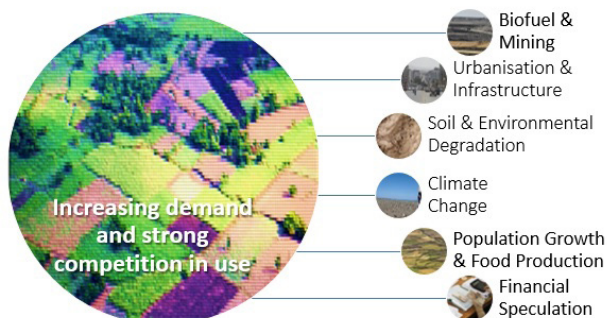 Biofuel &
Mining
Urbanisation &
Infrastructure
Soil & Environmental
Degradation
Climate
Change
Population Growth
& Food Production
Financial
Speculation
Increasing demand
and strong
competition in use